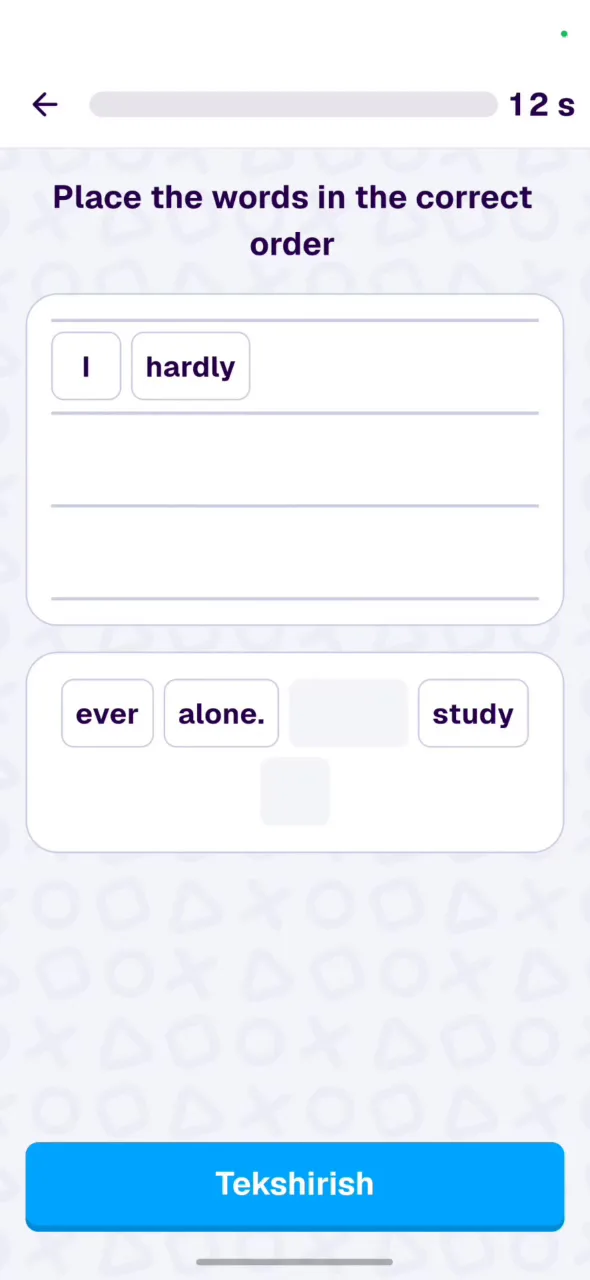 12 s
Place the words in the correct
order
I hardly
ever alone. study
Tekshirish